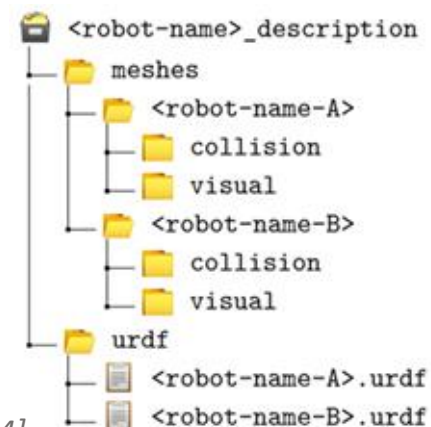 <robot-name>_description
meshes
<robot-name-A>
collision
visual
<robot-name-B>
collision
visual
urdf
<robot-name-A>.urdf
4] <robot-name-B>.urdf